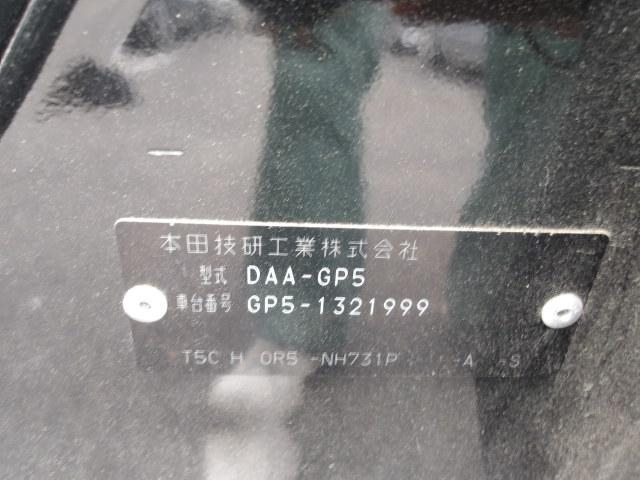 本田技研工業株式会社
型式 DAA-GP5
車台番号 GP5-1321999
T5C H 0R5 -NH731P -A -S